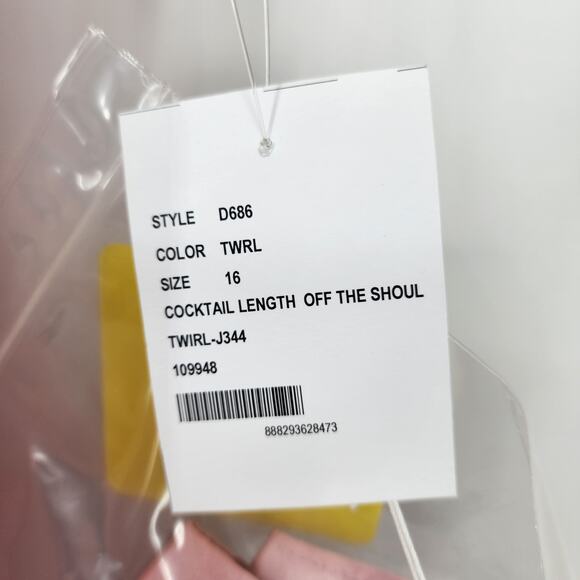 STYLE D686
COLOR TWRL
SIZE 16
COCKTAIL LENGTH OFF THE SHOUL
TWIRL-J344
109948
888293628473